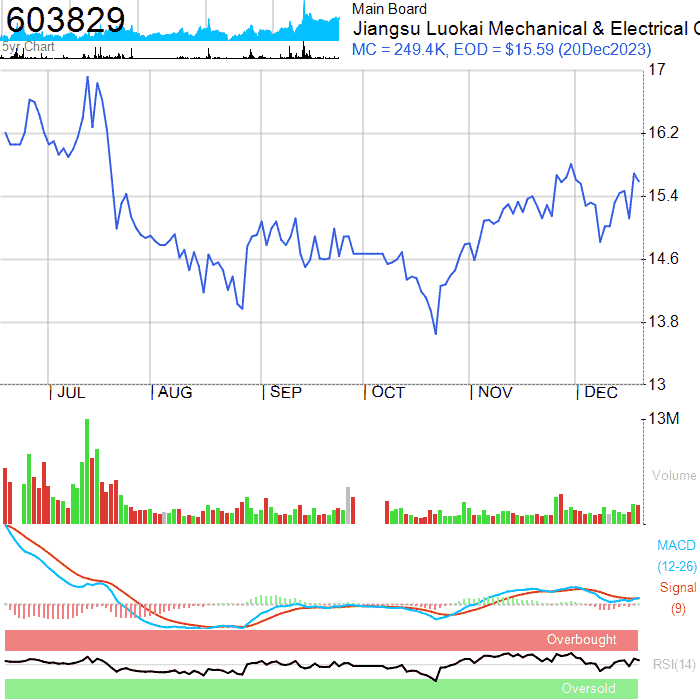 603829
Main Board
Jiangsu Luokai Mechanical & Electrical C
MC = 249.4K, EOD = $15.59 (20Dec2023)
5yr Chart
17
16.2
15.4
14.6
13.8
13
JUL AUG SEP OCT NOV DEC
13M
Volume
MACD
(12-26)
Signal
(9)
Overbought
RSI(14)
Oversold